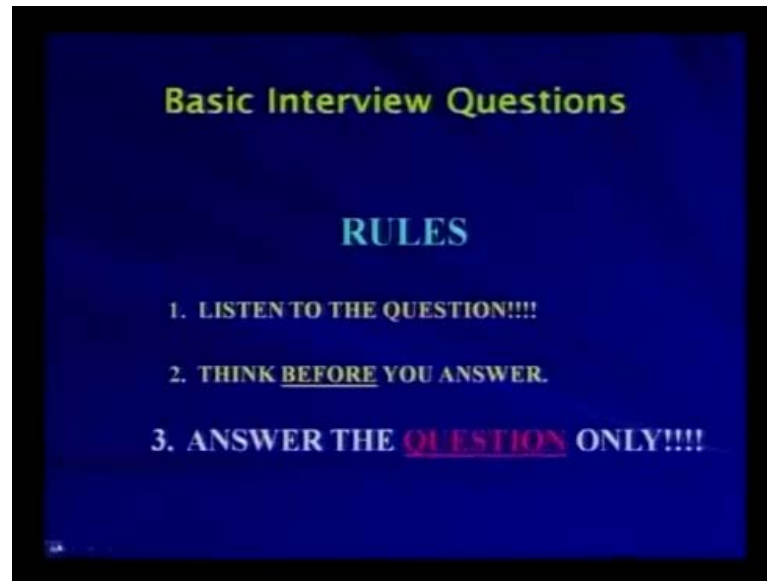 Basic Interview Questions
RULES
1. LISTEN TO THE QUESTION!!!!
2. THINK BEFORE YOU ANSWER.
3. ANSWER THE QUESTION ONLY!!!!